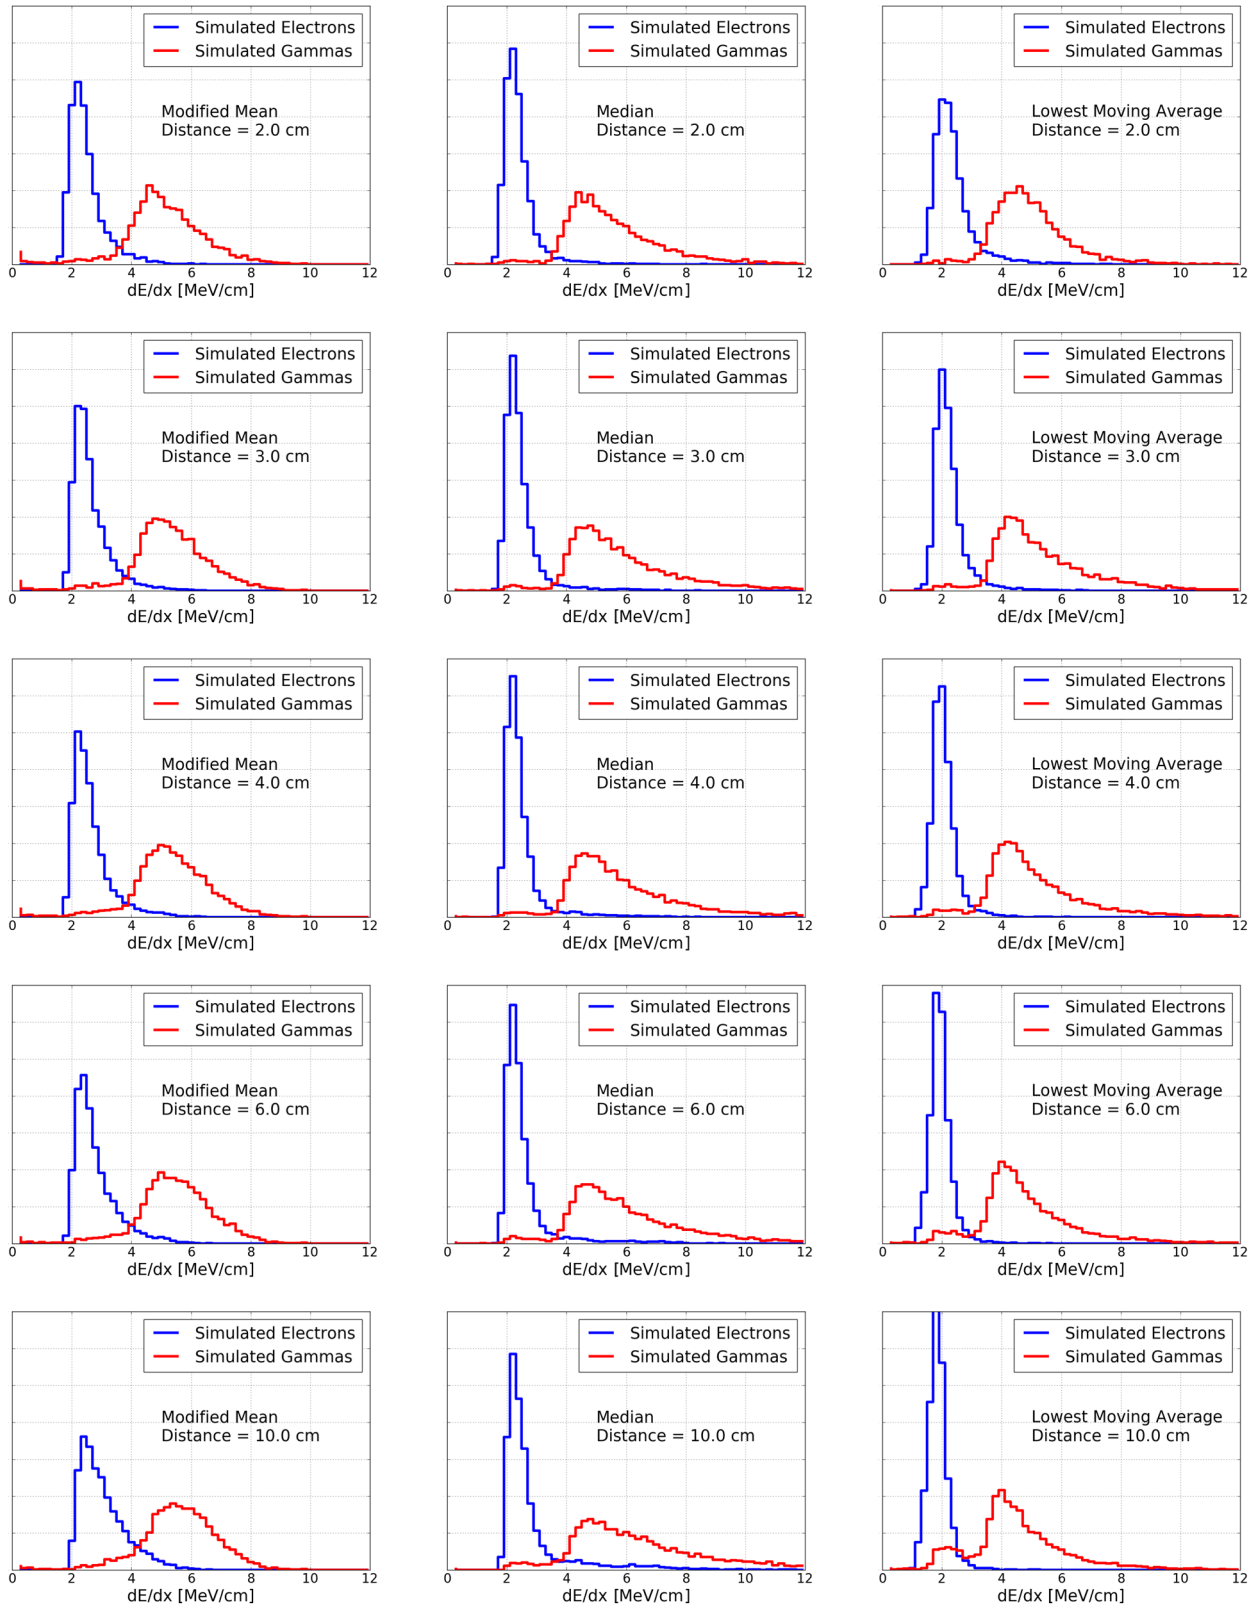 Simulated Electrons
Simulated Gammas
Modified Mean
Distance = 2.0 cm
0 2 4 6 8 10 12
dE/dx [MeV/cm]
Simulated Electrons
Simulated Gammas
Median
Distance = 2.0 cm
0 2 4 6 8 10 12
dE/dx [MeV/cm]
Simulated Electrons
Simulated Gammas
Lowest Moving Average
Distance = 2.0 cm
0 2 4 6 8 10 12
dE/dx [MeV/cm]
Simulated Electrons
Simulated Gammas
Modified Mean
Distance = 3.0 cm
0 2 4 6 8 10 12
dE/dx [MeV/cm]
Simulated Electrons
Simulated Gammas
Median
Distance = 3.0 cm
0 2 4 6 8 10 12
dE/dx [MeV/cm]
Simulated Electrons
Simulated Gammas
Lowest Moving Average
Distance = 3.0 cm
0 2 4 6 8 10 12
dE/dx [MeV/cm]
Simulated Electrons
Simulated Gammas
Modified Mean
Distance = 4.0 cm
0 2 4 6 8 10 12
dE/dx [MeV/cm]
Simulated Electrons
Simulated Gammas
Median
Distance = 4.0 cm
0 2 4 6 8 10 12
dE/dx [MeV/cm]
Simulated Electrons
Simulated Gammas
Lowest Moving Average
Distance = 4.0 cm
0 2 4 6 8 10 12
dE/dx [MeV/cm]
Simulated Electrons
Simulated Gammas
Modified Mean
Distance = 6.0 cm
0 2 4 6 8 10 12
dE/dx [MeV/cm]
Simulated Electrons
Simulated Gammas
Median
Distance = 6.0 cm
0 2 4 6 8 10 12
dE/dx [MeV/cm]
Simulated Electrons
Simulated Gammas
Lowest Moving Average
Distance = 6.0 cm
0 2 4 6 8 10 12
dE/dx [MeV/cm]
Simulated Electrons
Simulated Gammas
Modified Mean
Distance = 10.0 cm
0 2 4 6 8 10 12
dE/dx [MeV/cm]
Simulated Electrons
Simulated Gammas
Median
Distance = 10.0 cm
0 2 4 6 8 10 12
dE/dx [MeV/cm]
Simulated Electrons
Simulated Gammas
Lowest Moving Average
Distance = 10.0 cm
0 2 4 6 8 10 12
dE/dx [MeV/cm]